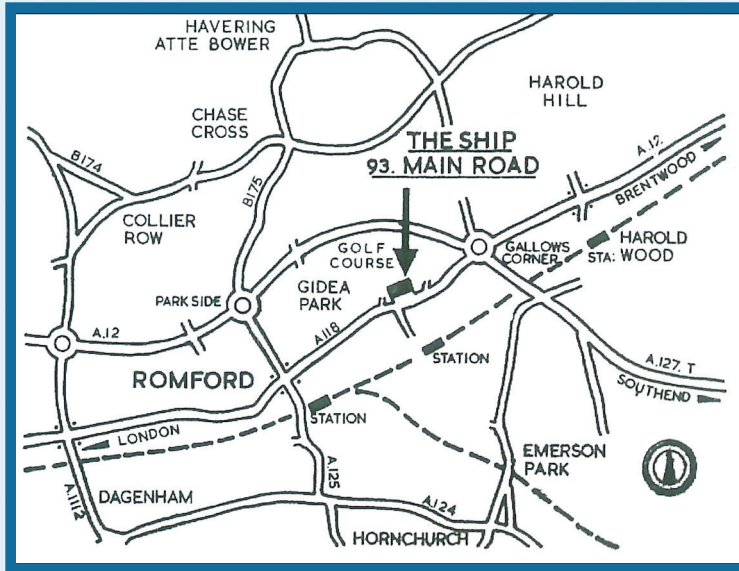 HAVERING
ATTE BOWER
HAROLD
HILL
CHASE
CROSS
THE SHIP
93. MAIN ROAD
A.12.
BRENTWOOD
B174
B175
COLLIER
ROW
GOLF
COURSE
GALLOWS
CORNER
HAROLD
STA: WOOD
GIDEA
PARK
PARK SIDE
A.12
A118
STATION
A.127. T
SOUTHEND
ROMFORD
STATION
LONDON
EMERSON
PARK
A.125
A.1112
DAGENHAM
A.124
HORNCHURCH